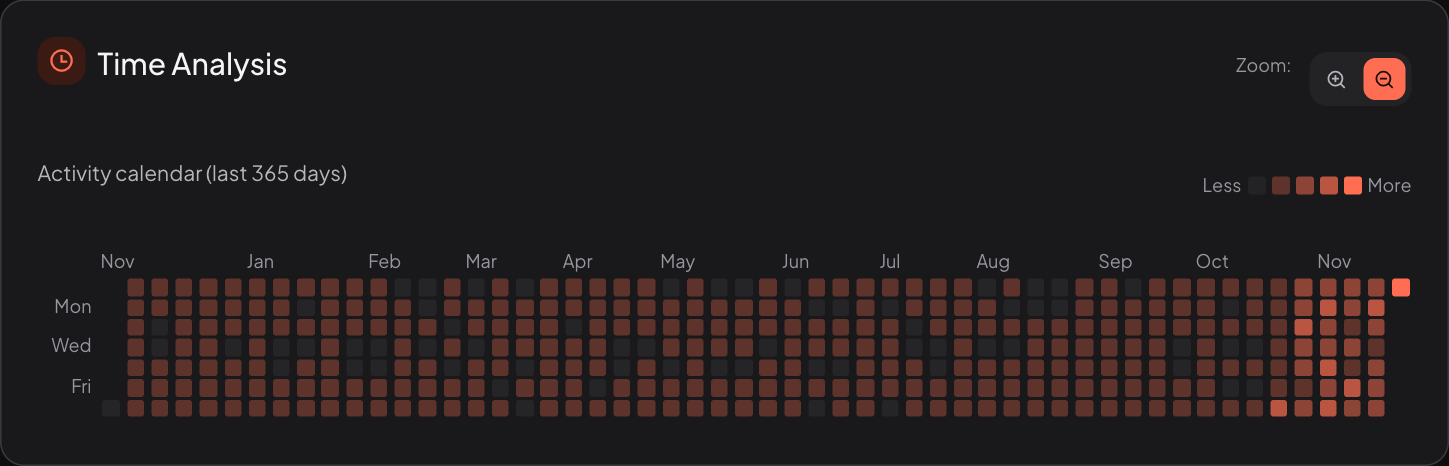 Time Analysis
Zoom:
Activity calendar (last 365 days)
Less More
Nov Jan Feb Mar Apr May Jun Jul Aug Sep Oct Nov
Mon
Wed
Fri